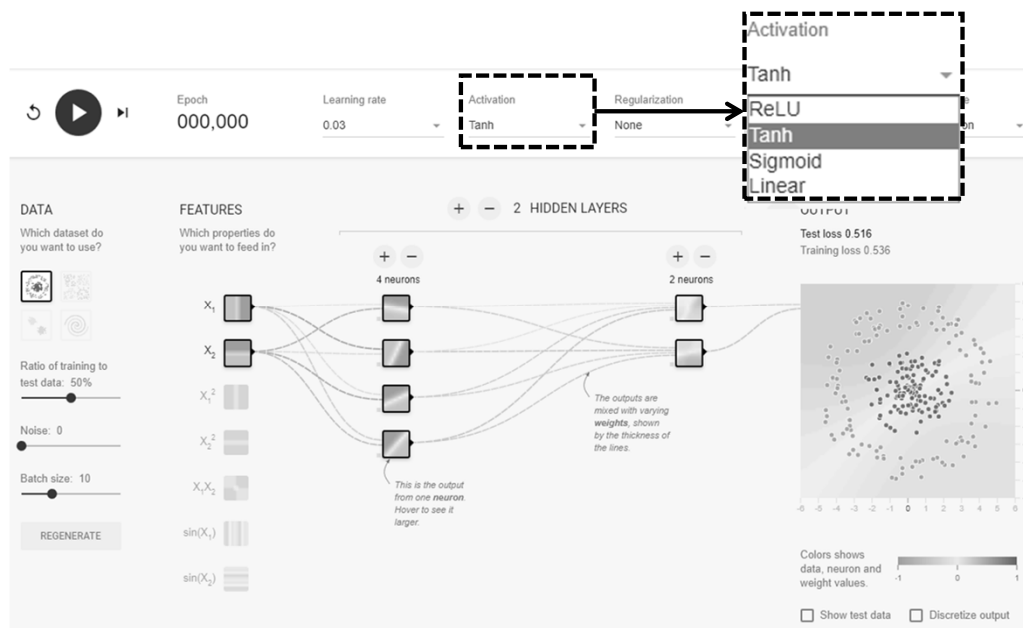 Activation
Tanh
ReLU
Tanh
Sigmoid
Linear
Epoch
000,000
Learning rate
0.03
Activation
Tanh
Regularization
None
DATA
Which dataset do
you want to use?
Ratio of training to
test data: 50%
Noise: 0
Batch size: 10
REGENERATE
FEATURES
Which properties do
you want to feed in?
X1
X2
X1²
X2²
X1X2
sin(X1)
sin(X2)
+ − 2 HIDDEN LAYERS
+ −
4 neurons
+ −
2 neurons
This is the output
from one neuron.
Hover to see it
larger.
The outputs are
mixed with varying
weights, shown
by the thickness of
the lines.
OUTPUT
Test loss 0.516
Training loss 0.536
-6 -5 -4 -3 -2 -1 0 1 2 3 4 5 6
Colors shows
data, neuron and
weight values.
-1 0 1
Show test data
Discretize output